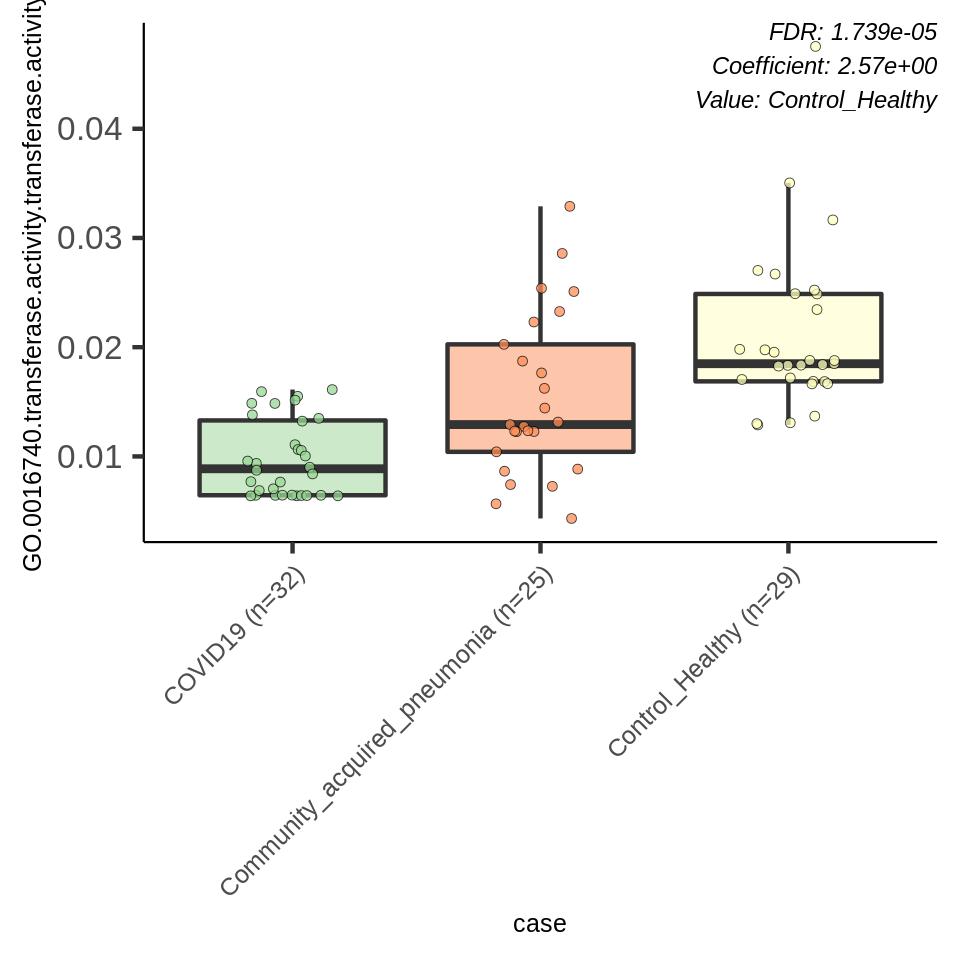 GO.0016740.transferase.activity.transferase.activity
FDR: 1.739e-05
Coefficient: 2.57e+00
Value: Control_Healthy
0.04
0.03
0.02
0.01
COVID19 (n=32)
Community_acquired_pneumonia (n=25)
Control_Healthy (n=29)
case